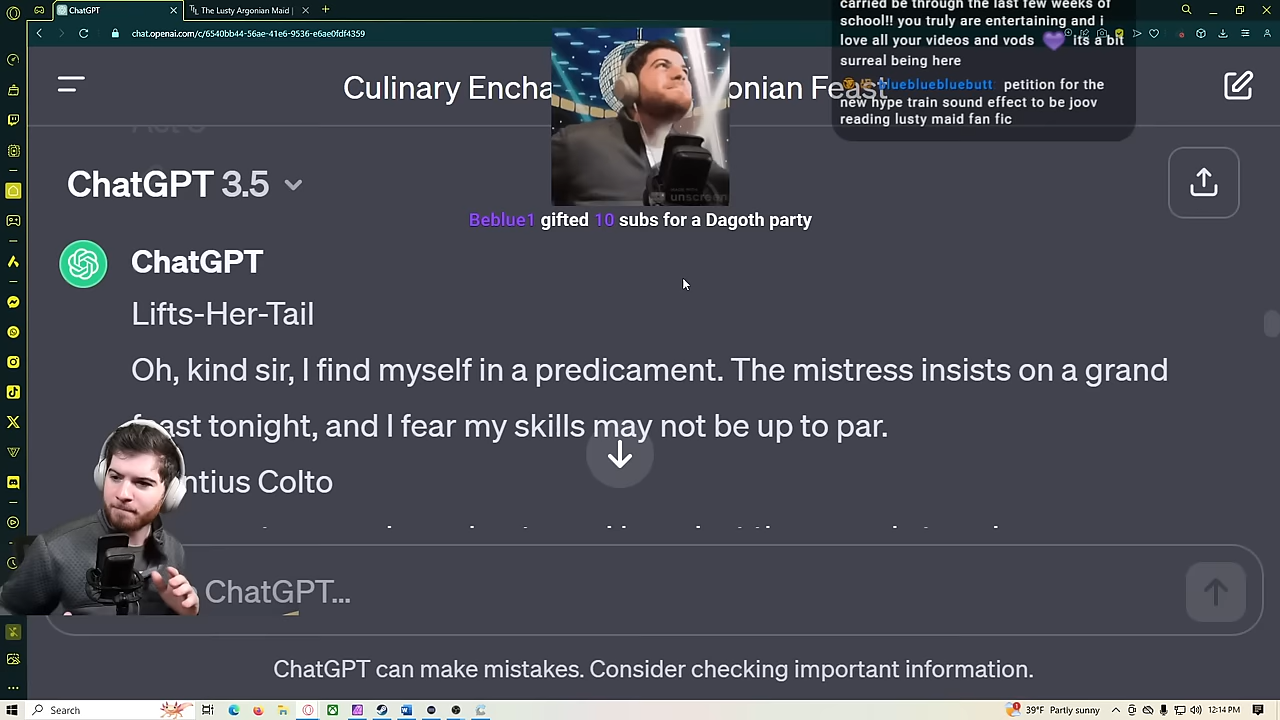 ChatGPT
The Lusty Argonian Maid |
chat.openai.com/c/6540bb44-56ae-41e6-9536-e6ae0fdf4359
carried be through the last few weeks of
school!! you truly are entertaining and i
love all your videos and vods 💜 its a bit
surreal being here
petition for the
new hype train sound effect to be joov
reading lusty maid fan fic
Culinary Encha
onian Feast
ChatGPT 3.5
unscreen
Beblue1 gifted 10 subs for a Dagoth party
ChatGPT
Lifts-Her-Tail
Oh, kind sir, I find myself in a predicament. The mistress insists on a grand
feast tonight, and I fear my skills may not be up to par.
ntius Colto
ChatGPT...
ChatGPT can make mistakes. Consider checking important information.
Search
39°F Partly sunny
12:14 PM